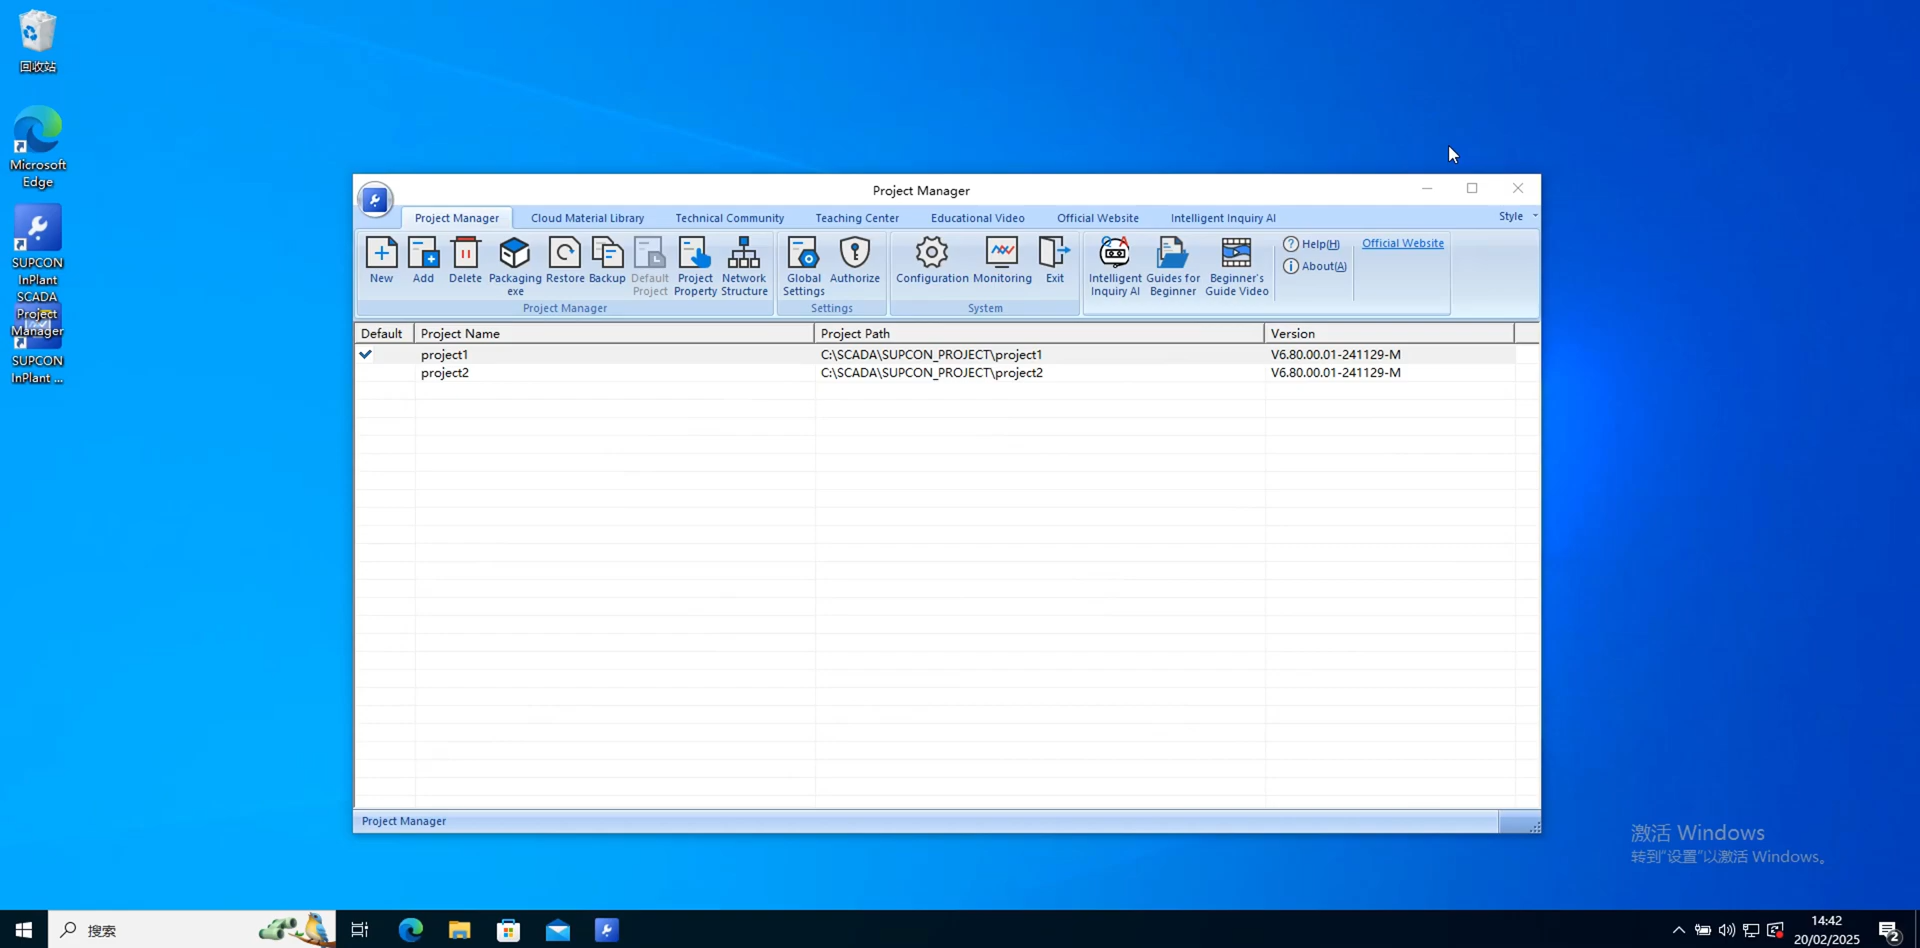 回收站
Microsoft
Edge
SUPCON
InPlant
SCADA
Project
Manager
SUPCON
InPlant ...
Project Manager
Project Manager
Cloud Material Library
Technical Community
Teaching Center
Educational Video
Official Website
Intelligent Inquiry AI
Style
New
Add
Delete
Packaging
exe
Restore
Backup
Default
Project
Project
Property
Network
Structure
Project Manager
Global
Settings
Authorize
Settings
Configuration
Monitoring
Exit
System
Intelligent
Inquiry AI
Guides for
Beginner
Beginner's
Guide Video
Help(H)
About(A)
Official Website
Default Project Name Project Path Version
project1 C:\SCADA\SUPCON_PROJECT\project1 V6.80.00.01-241129-M
project2 C:\SCADA\SUPCON_PROJECT\project2 V6.80.00.01-241129-M
Project Manager
激活 Windows
转到"设置"以激活 Windows。
搜索
14:42
20/02/2025
2